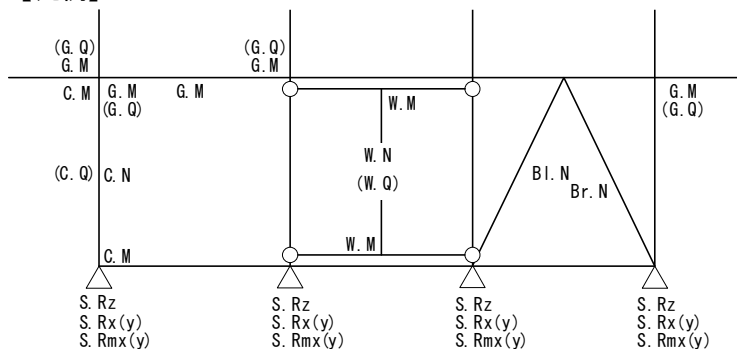 (G.Q) (G.Q)
G.M G.M
C.M G.M G.M G.M
(G.Q) W.M (G.Q)
W.N
(C.Q) C.N (W.Q) Bl.N
Br.N
W.M
C.M
S.Rz S.Rz S.Rz S.Rz
S.Rx(y) S.Rx(y) S.Rx(y) S.Rx(y)
S.Rmx(y) S.Rmx(y) S.Rmx(y) S.Rmx(y)